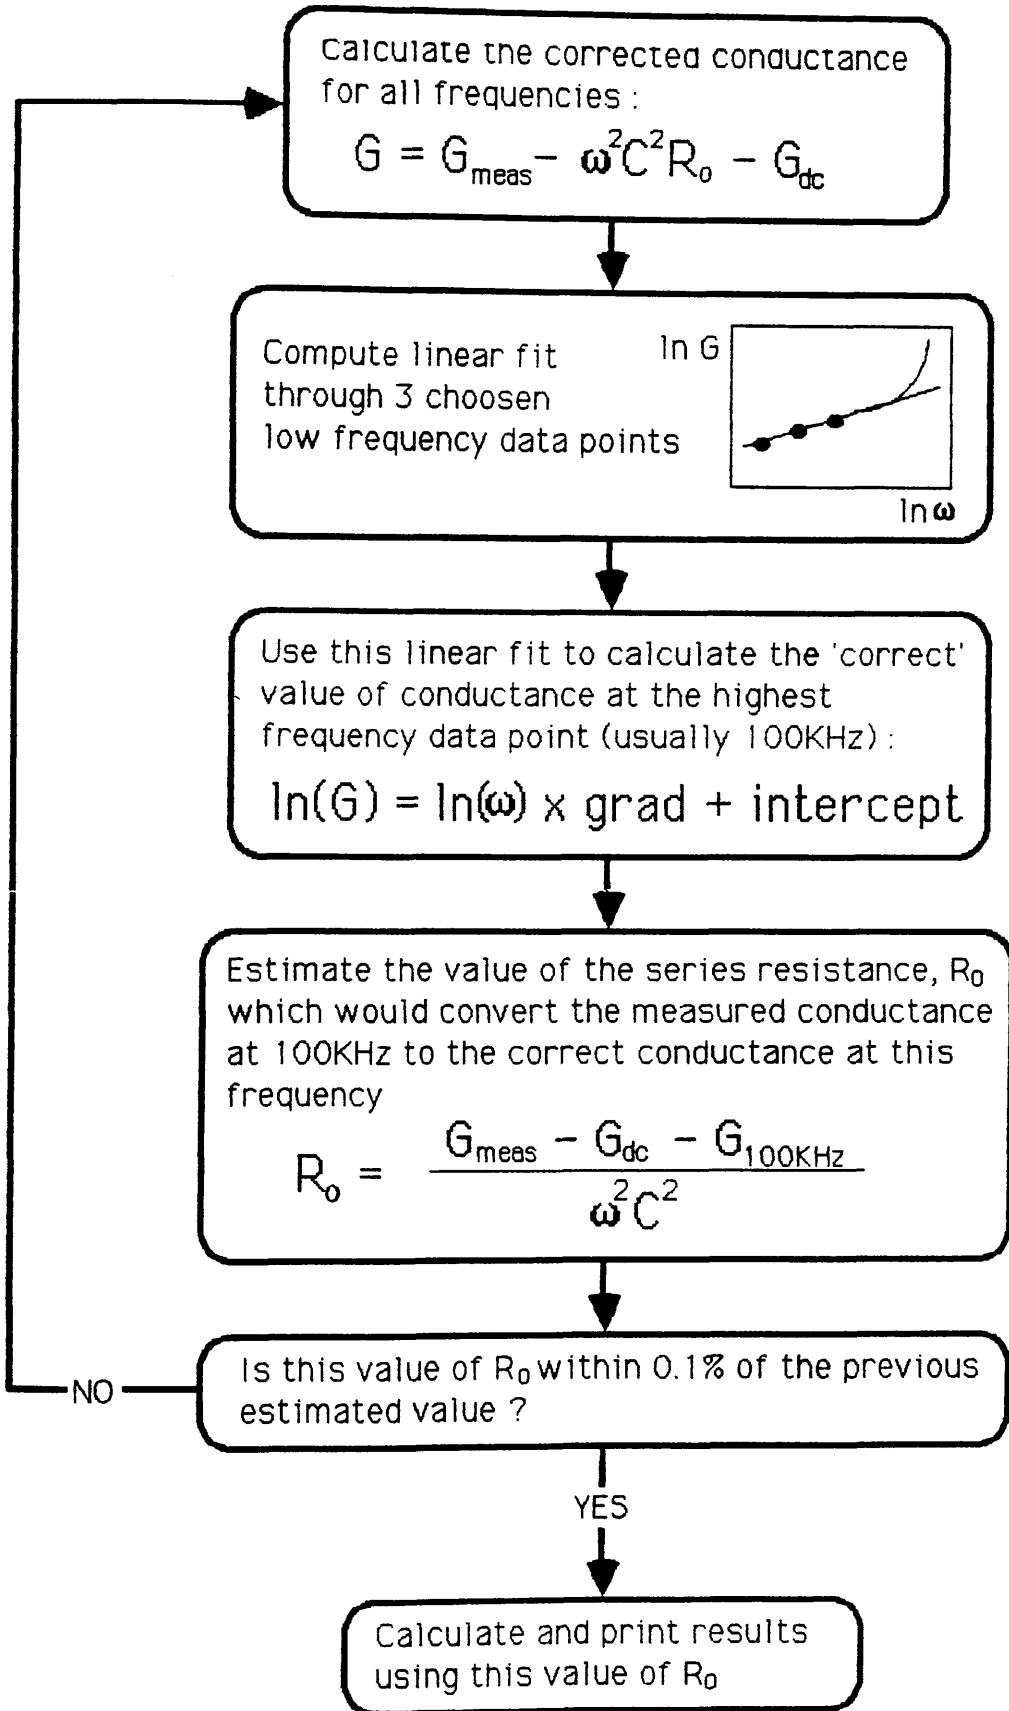 Calculate the corrected conductance
for all frequencies :
G = G_meas − ω²C²R₀ − G_dc
Compute linear fit
through 3 choosen
low frequency data points
ln G
ln ω
Use this linear fit to calculate the 'correct'
value of conductance at the highest
frequency data point (usually 100KHz) :
ln(G) = ln(ω) x grad + intercept
Estimate the value of the series resistance, R₀
which would convert the measured conductance
at 100KHz to the correct conductance at this
frequency
R₀ = (G_meas − G_dc − G_100KHz) / ω²C²
Is this value of R₀ within 0.1% of the previous
estimated value ?
NO
YES
Calculate and print results
using this value of R₀